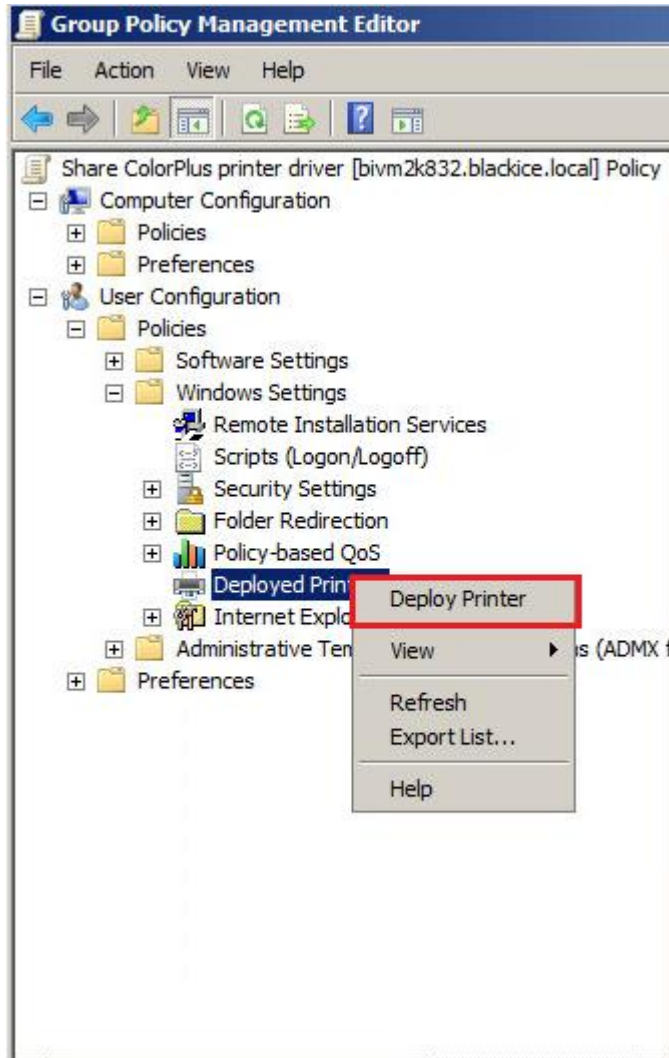 Group Policy Management Editor
File Action View Help
Share ColorPlus printer driver [bivm2k832.blackice.local] Policy
Computer Configuration
Policies
Preferences
User Configuration
Policies
Software Settings
Windows Settings
Remote Installation Services
Scripts (Logon/Logoff)
Security Settings
Folder Redirection
Policy-based QoS
Deployed Prin
Deploy Printer
Internet Explo
Administrative Ten
View
s (ADMX f
Preferences
Refresh
Export List...
Help